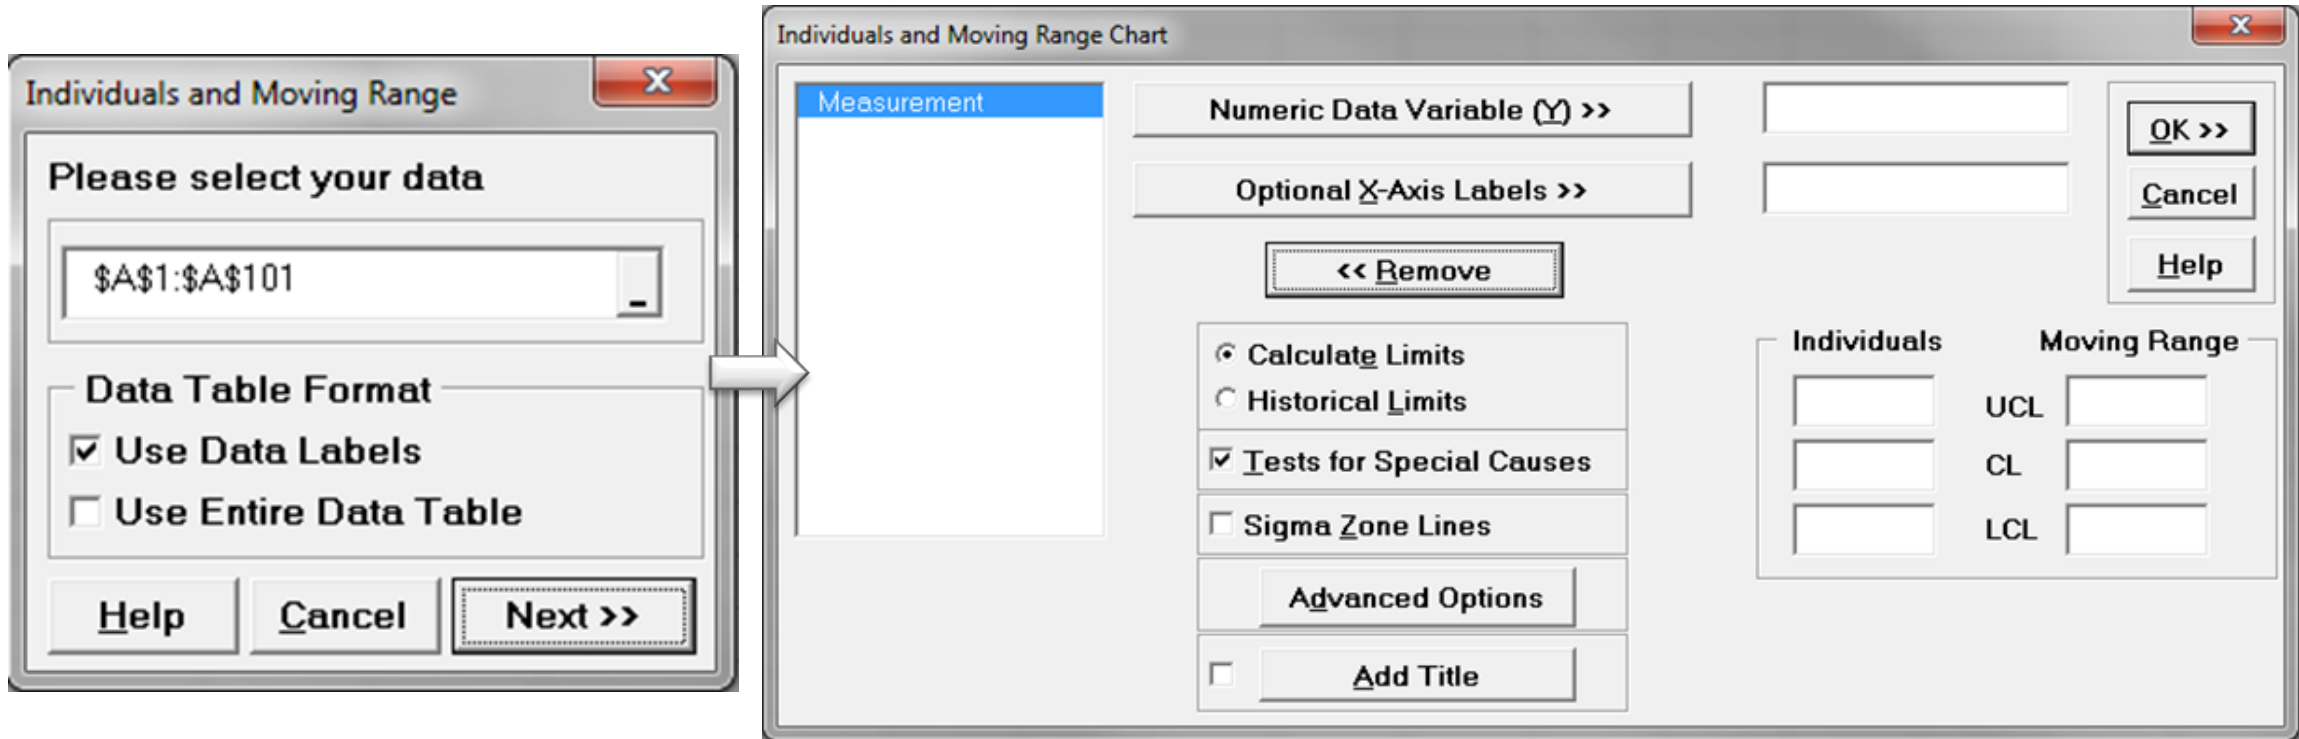 Individuals and Moving Range
Please select your data
$A$1:$A$101
Data Table Format
Use Data Labels
Use Entire Data Table
Help
Cancel
Next >>
Individuals and Moving Range Chart
Measurement
Numeric Data Variable (Y) >>
Optional X-Axis Labels >>
<< Remove
OK >>
Cancel
Help
Calculate Limits
Historical Limits
Tests for Special Causes
Sigma Zone Lines
Advanced Options
Add Title
Individuals Moving Range
UCL
CL
LCL